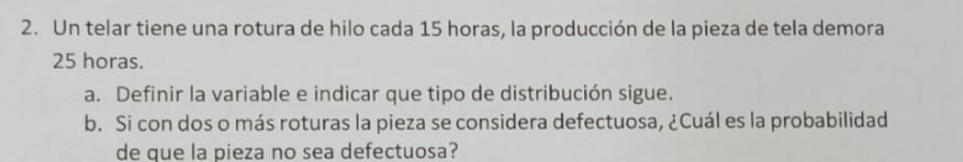 2. Un telar tiene una rotura de hilo cada 15 horas, la producción de la pieza de tela demora
25 horas.
a. Definir la variable e indicar que tipo de distribución sigue.
b. Si con dos o más roturas la pieza se considera defectuosa, ¿Cuál es la probabilidad
de que la pieza no sea defectuosa?